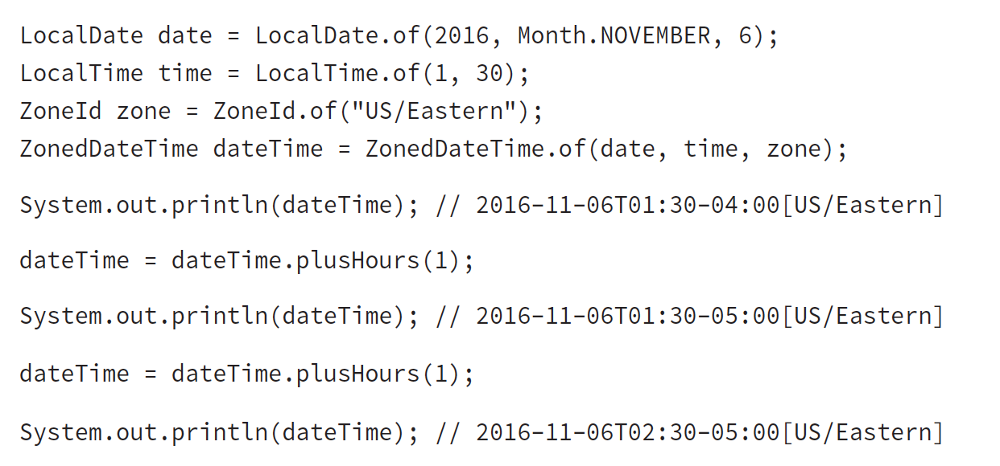 LocalDate date = LocalDate.of(2016, Month.NOVEMBER, 6);
LocalTime time = LocalTime.of(1, 30);
ZoneId zone = ZoneId.of("US/Eastern");
ZonedDateTime dateTime = ZonedDateTime.of(date, time, zone);
System.out.println(dateTime); // 2016–11–06T01:30–04:00[US/Eastern]
dateTime = dateTime.plusHours(1);
System.out.println(dateTime); // 2016–11–06T01:30–05:00[US/Eastern]
dateTime = dateTime.plusHours(1);
System.out.println(dateTime); // 2016–11–06T02:30–05:00[US/Eastern]